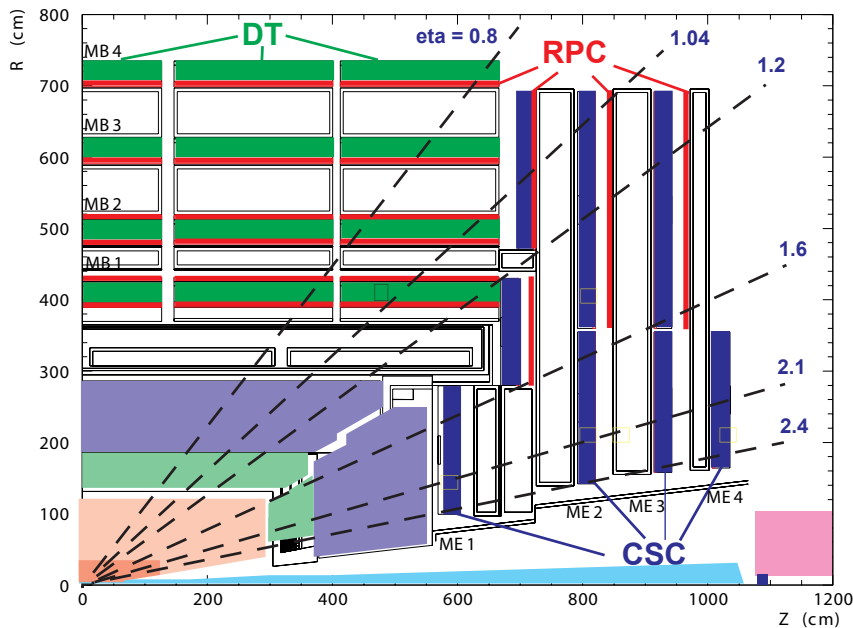 R (cm)
800
700
600
500
400
300
200
100
0
MB 4
MB 3
MB 2
MB 1
DT
eta = 0.8
RPC
1.04
1.2
1.6
2.1
2.4
ME 1
ME 2
ME 3
ME 4
CSC
0
200
400
600
800
1000
1200
Z (cm)